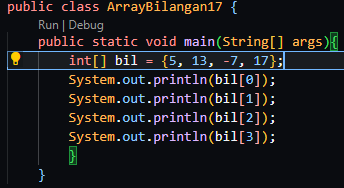 public class ArrayBilangan17 {
Run | Debug
public static void main(String[] args){
int[] bil = {5, 13, -7, 17};
System.out.println(bil[0]);
System.out.println(bil[1]);
System.out.println(bil[2]);
System.out.println(bil[3]);
}
}